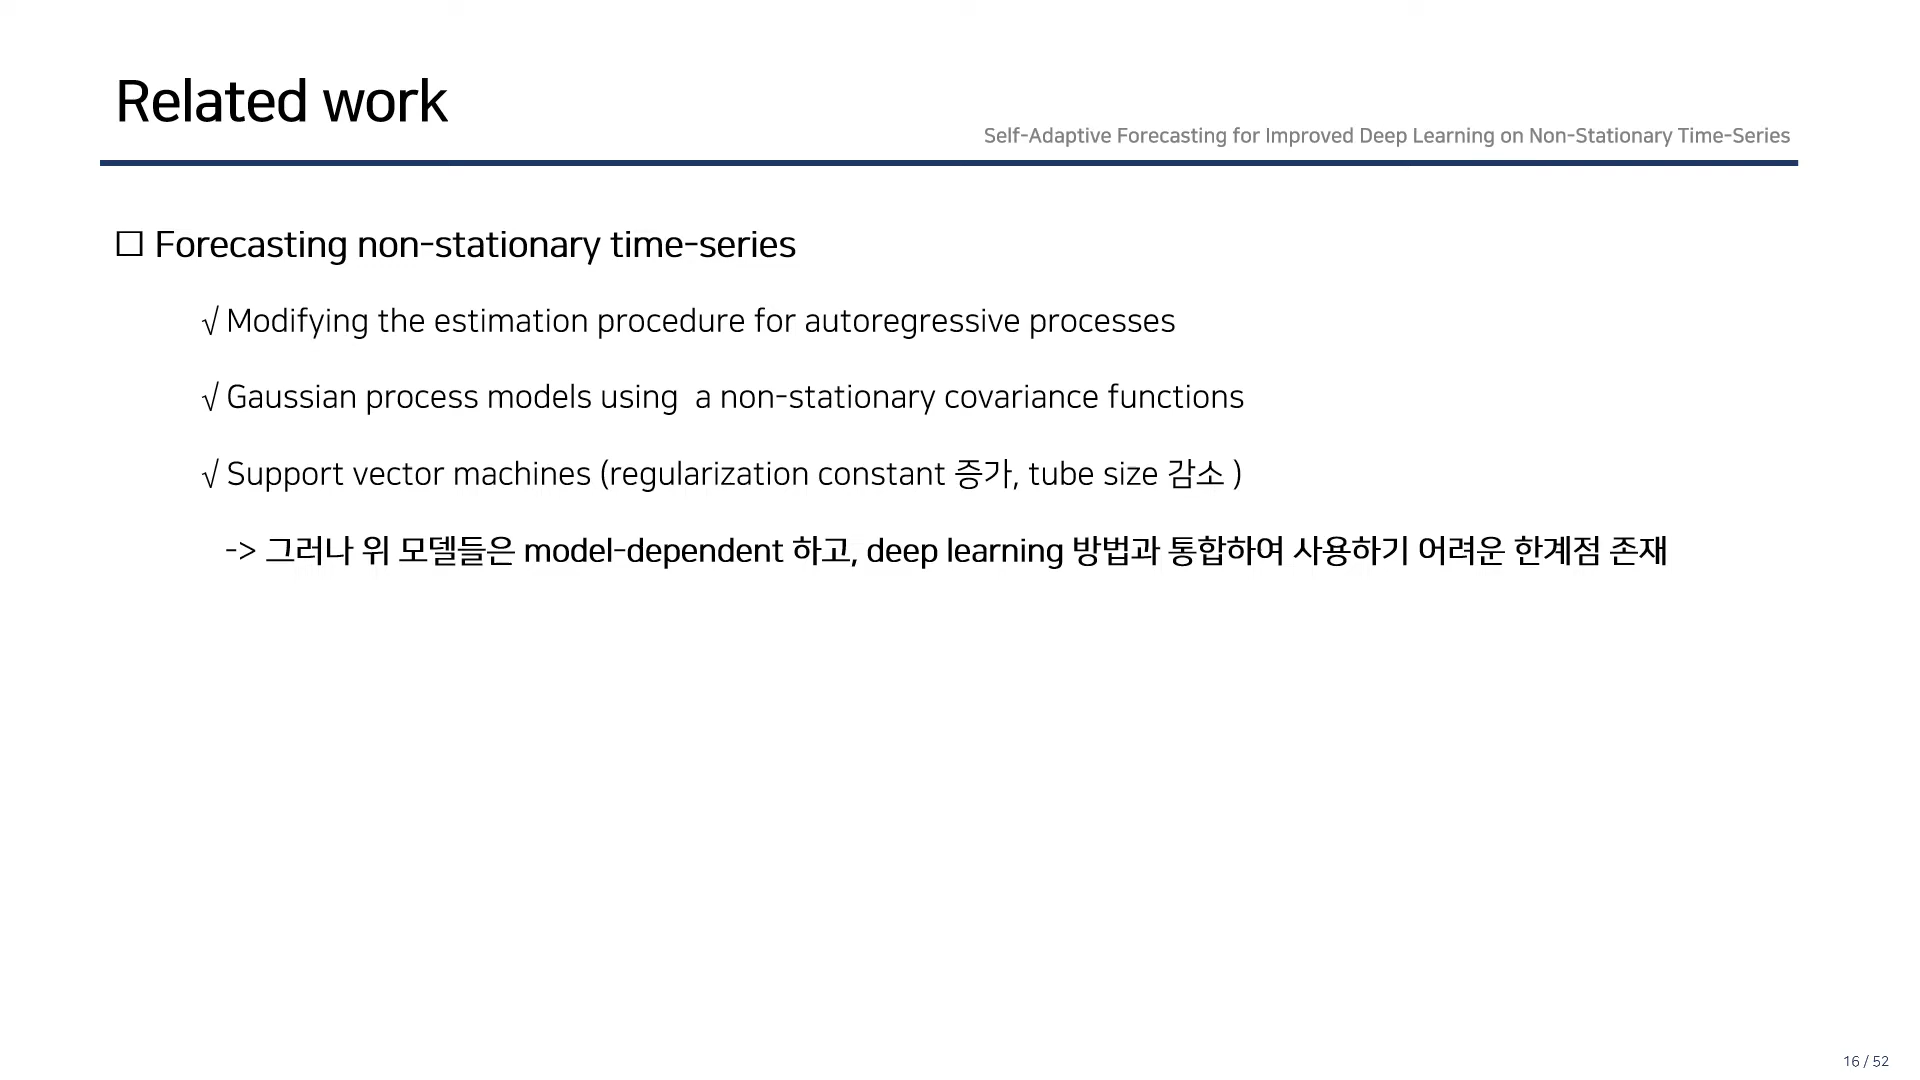 Related work
Self-Adaptive Forecasting for Improved Deep Learning on Non-Stationary Time-Series
□ Forecasting non-stationary time-series
√ Modifying the estimation procedure for autoregressive processes
√ Gaussian process models using  a non-stationary covariance functions
√ Support vector machines (regularization constant 증가, tube size 감소 )
-> 그러나 위 모델들은 model-dependent 하고, deep learning 방법과 통합하여 사용하기 어려운 한계점 존재
16 / 52